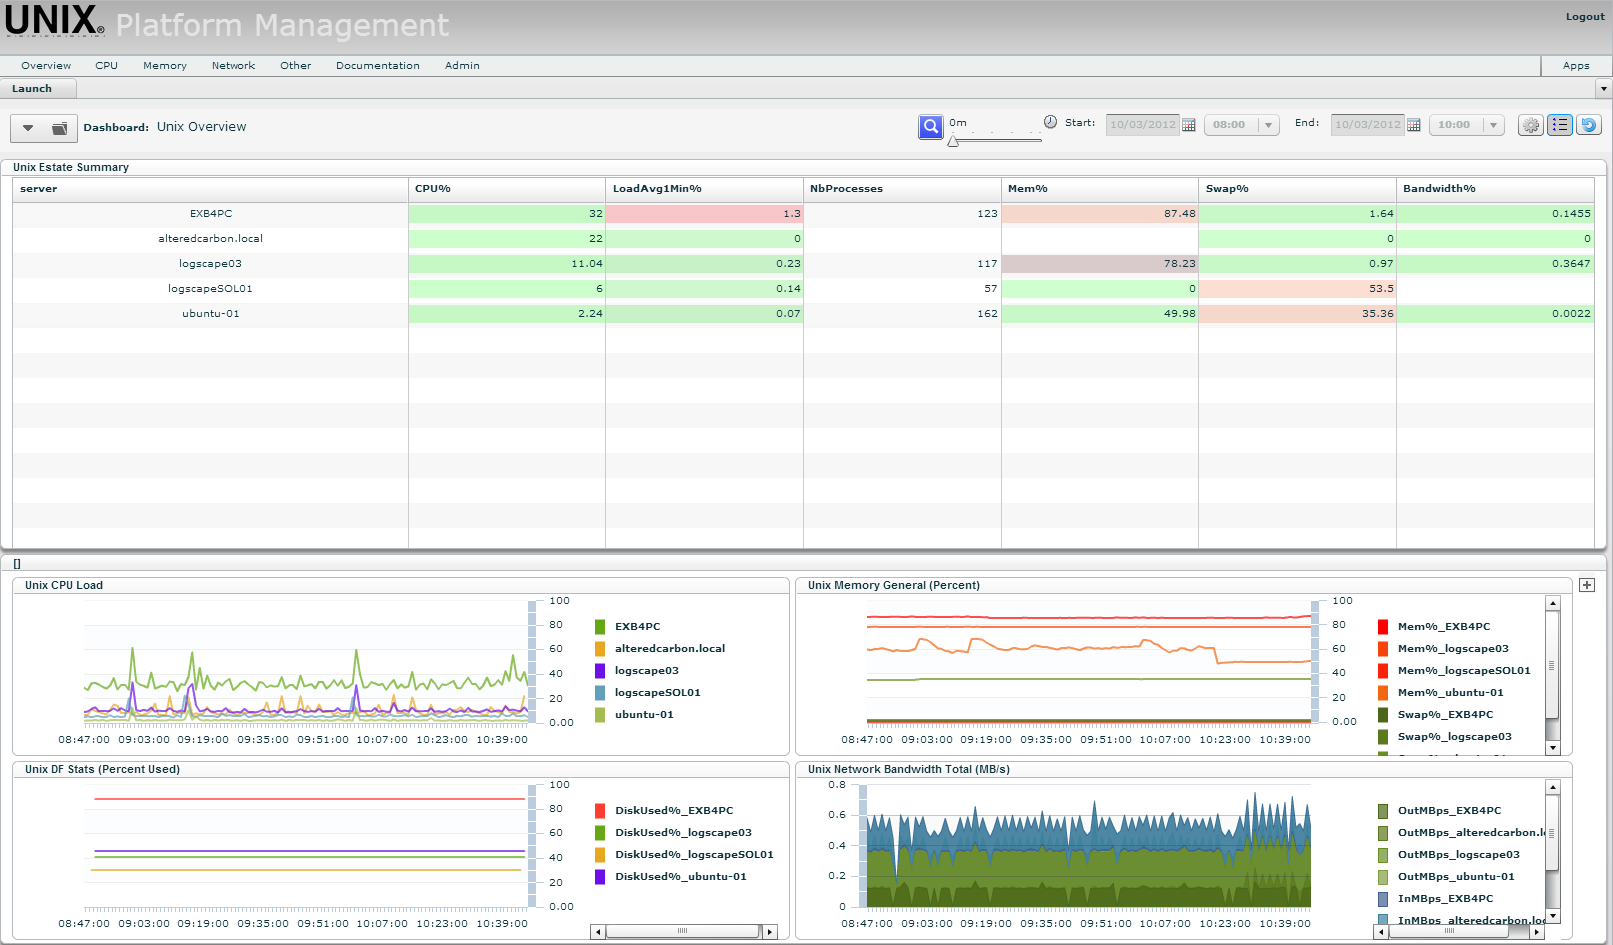 UNIX® Platform Management
Logout
Overview CPU Memory Network Other Documentation Admin Apps
Launch
Dashboard: Unix Overview 0m Start: 10/03/2012 08:00 End: 10/03/2012 10:00
Unix Estate Summary
server CPU% LoadAvg1Min% NbProcesses Mem% Swap% Bandwidth%
EXB4PC 32 1.3 123 87.48 1.64 0.1455
alteredcarbon.local 22 0 0 0
logscape03 11.04 0.23 117 78.23 0.97 0.3647
logscapeSOL01 6 0.14 57 0 53.5
ubuntu-01 2.24 0.07 162 49.98 35.36 0.0022
[]
Unix CPU Load
100
80
60
40
20
0.00
08:47:00 09:03:00 09:19:00 09:35:00 09:51:00 10:07:00 10:23:00 10:39:00
EXB4PC
alteredcarbon.local
logscape03
logscapeSOL01
ubuntu-01
Unix Memory General (Percent)
100
80
60
40
20
0.00
08:47:00 09:03:00 09:19:00 09:35:00 09:51:00 10:07:00 10:23:00 10:39:00
Mem%_EXB4PC
Mem%_logscape03
Mem%_logscapeSOL01
Mem%_ubuntu-01
Swap%_EXB4PC
Swap%_logscape03
Unix DF Stats (Percent Used)
100
80
60
40
20
0.00
08:47:00 09:03:00 09:19:00 09:35:00 09:51:00 10:07:00 10:23:00 10:39:00
DiskUsed%_EXB4PC
DiskUsed%_logscape03
DiskUsed%_logscapeSOL01
DiskUsed%_ubuntu-01
Unix Network Bandwidth Total (MB/s)
0.8
0.6
0.4
0.2
0
08:47:00 09:03:00 09:19:00 09:35:00 09:51:00 10:07:00 10:23:00 10:39:00
OutMBps_EXB4PC
OutMBps_alteredcarbon.lo
OutMBps_logscape03
OutMBps_ubuntu-01
InMBps_EXB4PC
InMBps_alteredcarbon.loc